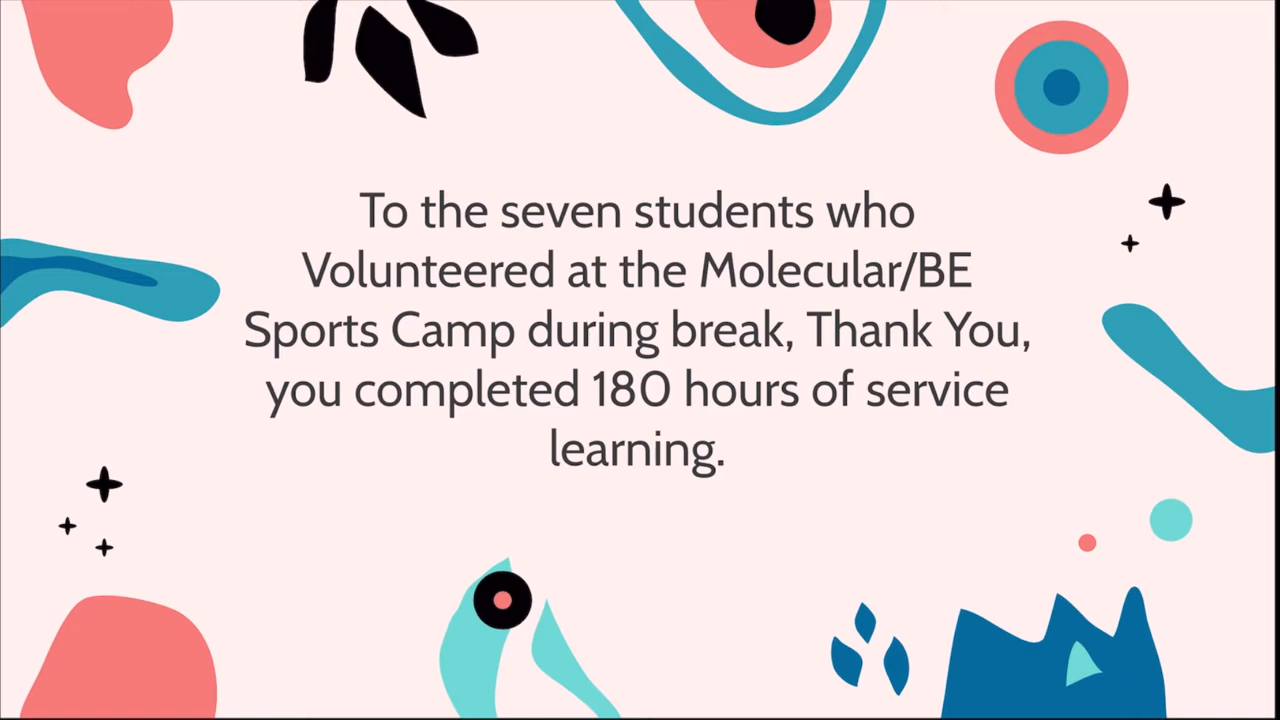 To the seven students who
Volunteered at the Molecular/BE
Sports Camp during break, Thank You,
you completed 180 hours of service
learning.